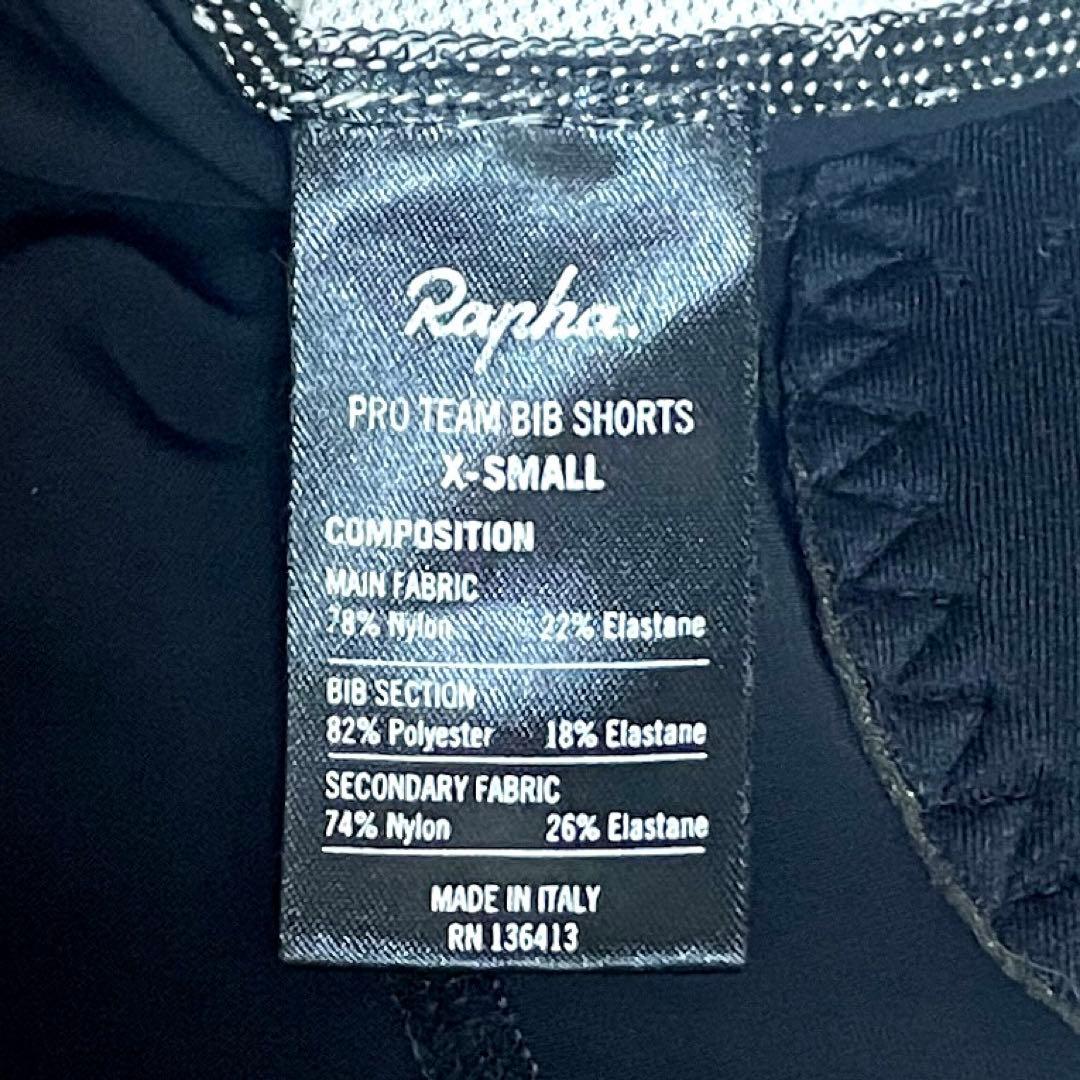 Rapha.
PRO TEAM BIB SHORTS
X-SMALL
COMPOSITION
MAIN FABRIC
78% Nylon 22% Elastane
BIB SECTION
82% Polyester 18% Elastane
SECONDARY FABRIC
74% Nylon 26% Elastane
MADE IN ITALY
RN 136413